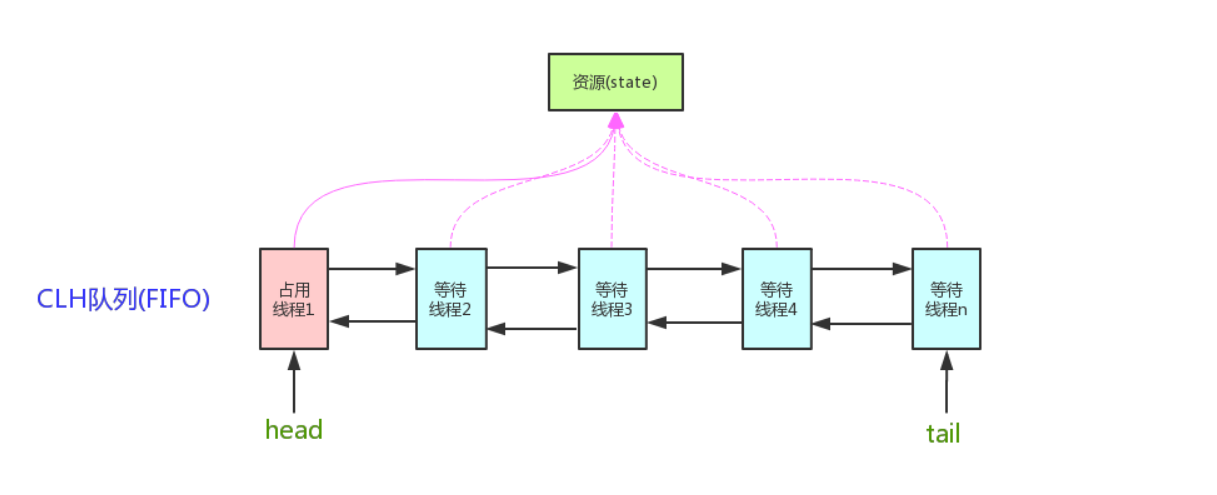 资源(state)
CLH队列(FIFO)
占用
线程1
等待
线程2
等待
线程3
等待
线程4
等待
线程n
head
tail